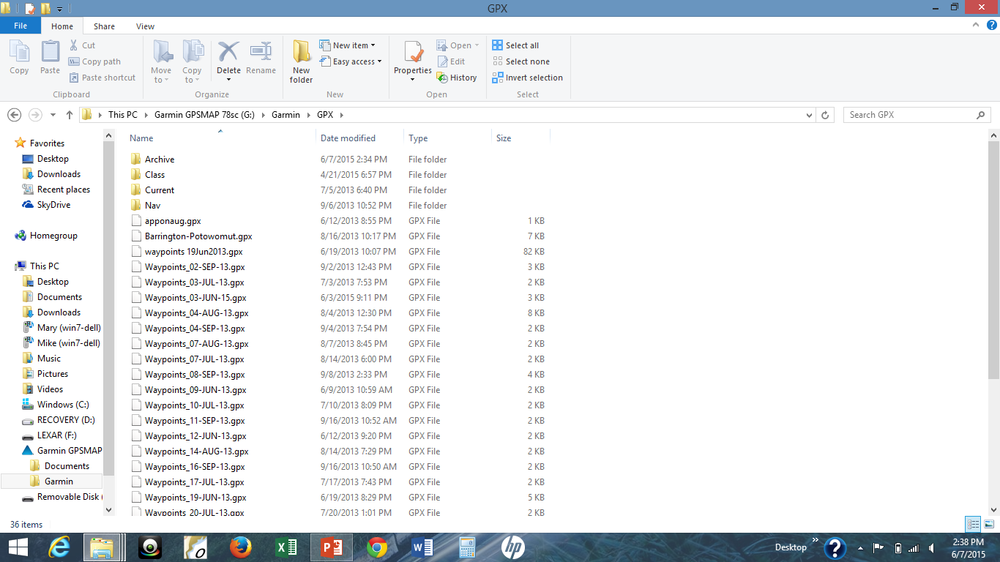 GPX
File Home Share View
Copy
Paste
Cut
Copy path
Paste shortcut
Clipboard
Move to
Copy to
Delete
Rename
Organize
New folder
New item
Easy access
New
Properties
Open
Edit
History
Open
Select all
Select none
Invert selection
Select
This PC Garmin GPSMAP 78sc (G:) Garmin GPX
Search GPX
Favorites
Desktop
Downloads
Recent places
SkyDrive
Homegroup
This PC
Desktop
Documents
Downloads
Mary (win7-dell)
Mike (win7-dell)
Music
Pictures
Videos
Windows (C:)
RECOVERY (D:)
LEXAR (F:)
Garmin GPSMAP
Documents
Garmin
Removable Disk (
Name Date modified Type Size
Archive 6/7/2015 2:34 PM File folder
Class 4/21/2015 6:57 PM File folder
Current 7/5/2013 6:40 PM File folder
Nav 9/6/2013 10:52 PM File folder
apponaug.gpx 6/12/2013 8:55 PM GPX File 1 KB
Barrington-Potowomut.gpx 8/16/2013 10:17 PM GPX File 7 KB
waypoints 19Jun2013.gpx 6/19/2013 10:07 PM GPX File 82 KB
Waypoints_02-SEP-13.gpx 9/2/2013 12:43 PM GPX File 3 KB
Waypoints_03-JUL-13.gpx 7/3/2013 7:53 PM GPX File 2 KB
Waypoints_03-JUN-15.gpx 6/3/2015 9:11 PM GPX File 3 KB
Waypoints_04-AUG-13.gpx 8/4/2013 12:30 PM GPX File 8 KB
Waypoints_04-SEP-13.gpx 9/4/2013 7:54 PM GPX File 2 KB
Waypoints_07-AUG-13.gpx 8/7/2013 8:45 PM GPX File 2 KB
Waypoints_07-JUL-13.gpx 8/14/2013 6:00 PM GPX File 2 KB
Waypoints_08-SEP-13.gpx 9/8/2013 2:33 PM GPX File 4 KB
Waypoints_09-JUN-13.gpx 6/9/2013 10:59 AM GPX File 2 KB
Waypoints_10-JUL-13.gpx 7/10/2013 8:09 PM GPX File 2 KB
Waypoints_11-SEP-13.gpx 9/16/2013 10:52 AM GPX File 2 KB
Waypoints_12-JUN-13.gpx 6/12/2013 9:20 PM GPX File 2 KB
Waypoints_14-AUG-13.gpx 8/14/2013 7:29 PM GPX File 2 KB
Waypoints_16-SEP-13.gpx 9/16/2013 10:50 AM GPX File 2 KB
Waypoints_17-JUL-13.gpx 7/17/2013 7:43 PM GPX File 2 KB
Waypoints_19-JUN-13.gpx 6/19/2013 8:29 PM GPX File 5 KB
Waypoints_20-JUL-13.gpx 7/20/2013 1:01 PM GPX File 2 KB
36 items
Desktop
2:38 PM
6/7/2015